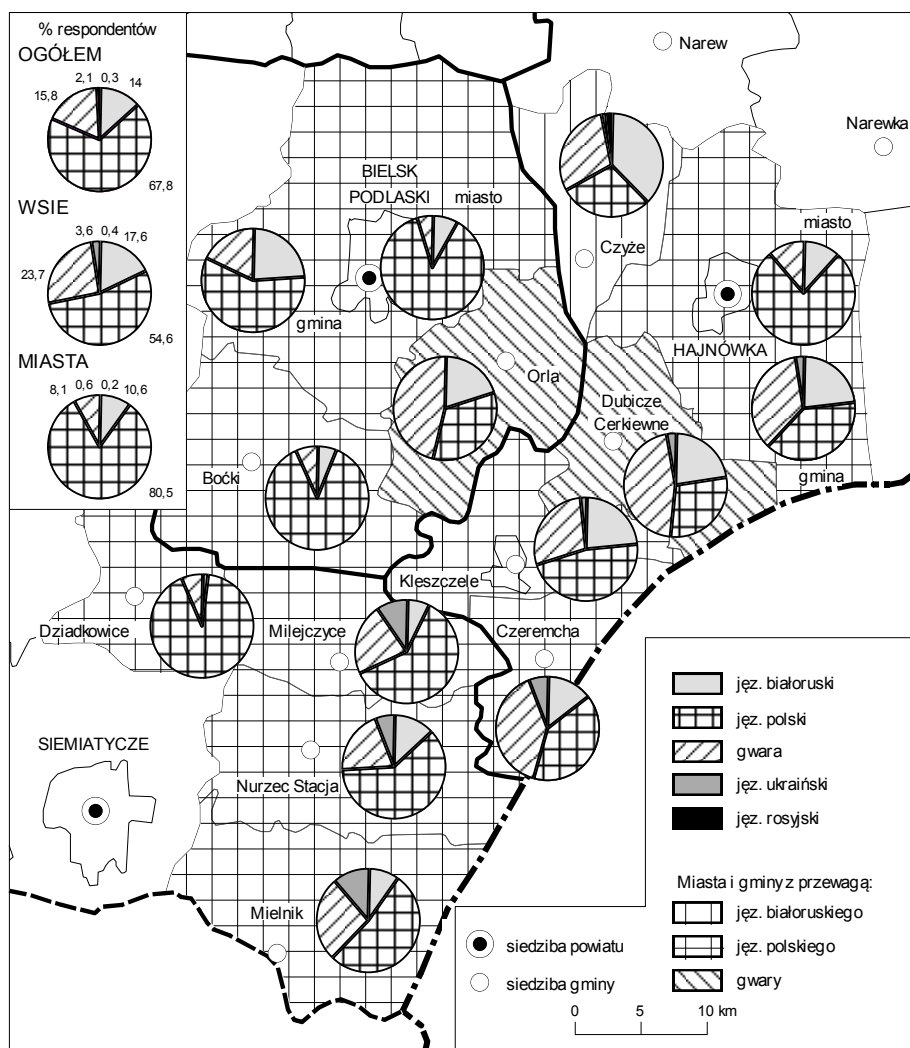 % respondentów
OGÓŁEM
2,1 0,3 14
15,8
67,8
WSIE
3,6 0,4 17,6
23,7
54,6
MIASTA
8,1 0,6 0,2 10,6
80,5
Narew
Narewka
BIELSK
PODLASKI miasto
gmina
Czyże
miasto
HAJNÓWKA
gmina
Orla
Dubicze
Cerkiewne
Boćki
Kleszczele
Dziadkowice
Milejczyce
Czeremcha
SIEMIATYCZE
Nurzec Stacja
Mielnik
jęz. białoruski
jęz. polski
gwara
jęz. ukraiński
jęz. rosyjski
Miasta i gminy z przewagą:
jęz. białoruskiego
jęz. polskiego
gwary
siedziba powiatu
siedziba gminy
0 5 10 km